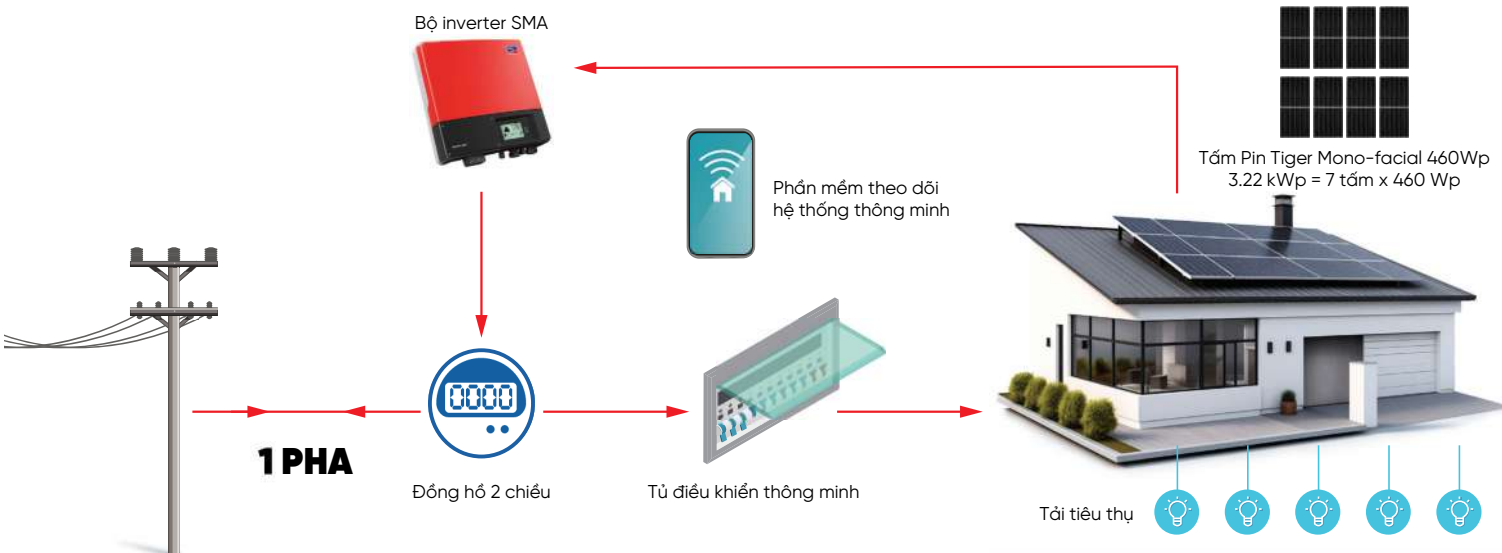 Bộ inverter SMA
Tấm Pin Tiger Mono-facial 460Wp
3.22 kWp = 7 tấm x 460 Wp
Phần mềm theo dõi
hệ thống thông minh
0000
1 PHA
Đồng hồ 2 chiều
Tủ điều khiển thông minh
Tải tiêu thụ